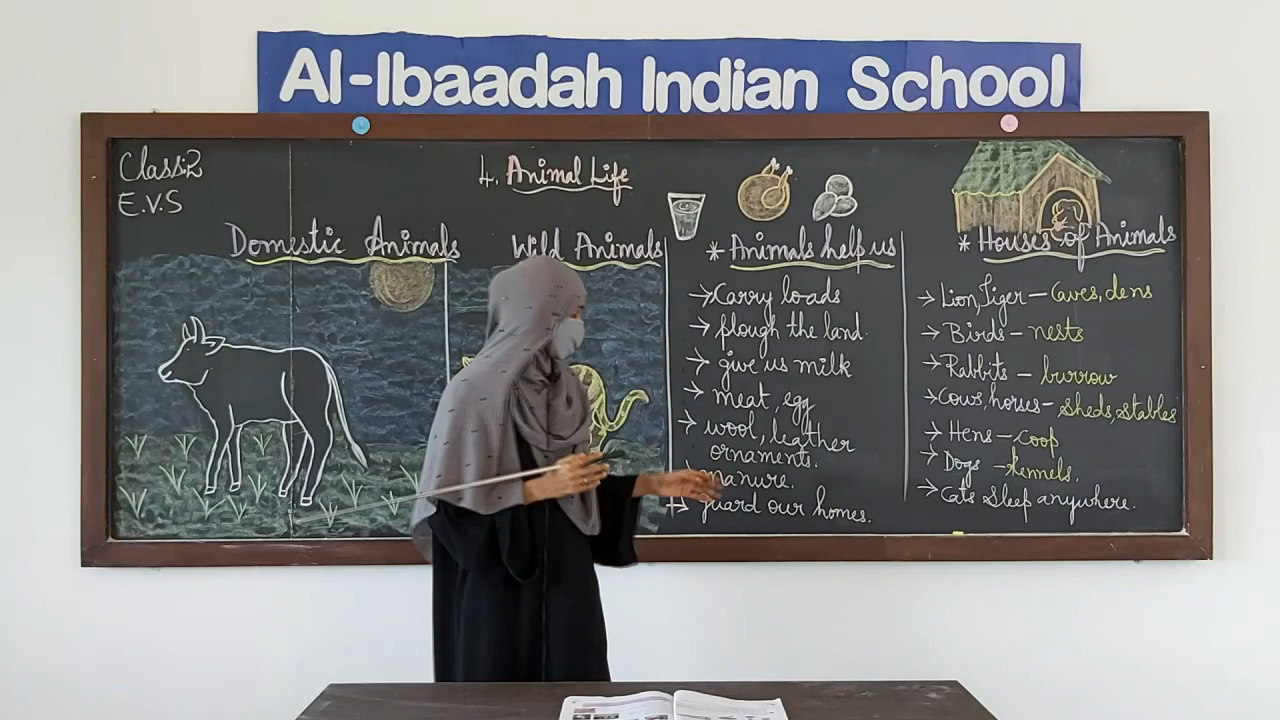 Al-Ibaadah Indian School
Class:2
E.V.S
4. Animal Life
Domestic Animals
Wild Animals
* Animals help us
→ Carry loads
→ plough the land.
→ give us milk
→ meat, egg
→ wool, leather
ornaments.
manure.
→ guard our homes.
* Houses of Animals
→ Lion, Tiger – Caves, dens
→ Birds – nests
→ Rabbits – burrow
→ Cows, horses – sheds, stables
→ Hens – coop
→ Dogs – kennels.
→ Cats sleep anywhere.